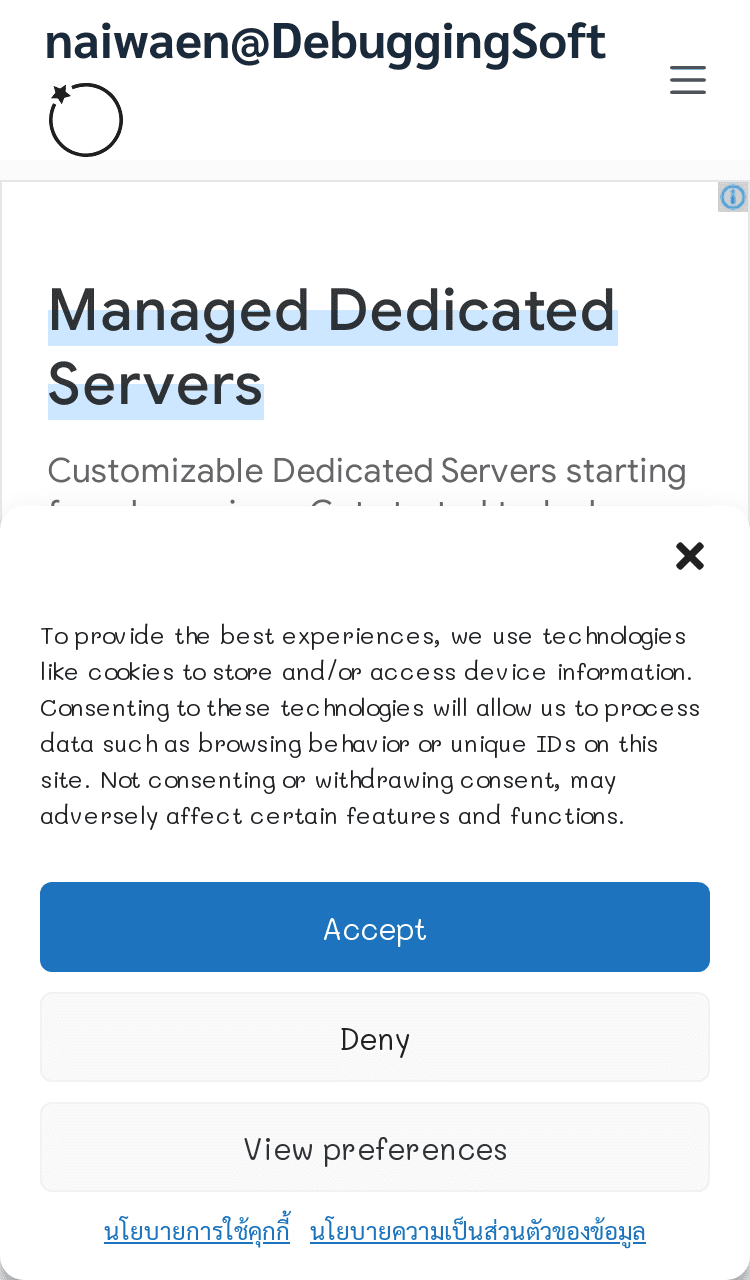 naiwaen@DebuggingSoft
Managed Dedicated
Servers
Customizable Dedicated Servers starting
To provide the best experiences, we use technologies
like cookies to store and/or access device information.
Consenting to these technologies will allow us to process
data such as browsing behavior or unique IDs on this
site. Not consenting or withdrawing consent, may
adversely affect certain features and functions.
Accept
Deny
View preferences
นโยบายการใช้คุกกี้ นโยบายความเป็นส่วนตัวของข้อมูล